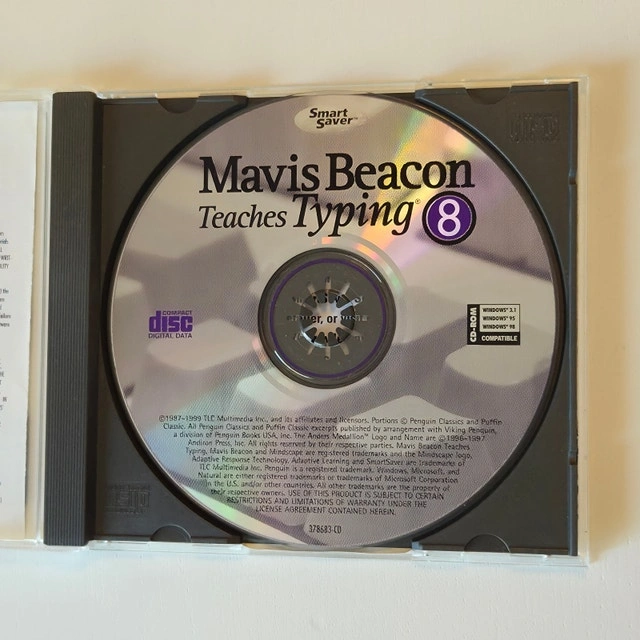 Smart
Saver™
Mavis Beacon
Teaches Typing® 8
COMPACT
disc
DIGITAL DATA
CD-ROM
WINDOWS® 3.1
WINDOWS® 95
WINDOWS® 98
COMPATIBLE
©1987-1999 TLC Multimedia Inc., and its affiliates and licensors. Portions © Penguin Classics and Puffin
Classic. All Penguin Classics and Puffin Classic excerpts published by arrangement with Viking Penguin,
a division of Penguin Books USA, Inc. The Anders Medallion™ Logo and Name are ©1996-1997
Andrion Press, Inc. All rights reserved by their respective parties. Mavis Beacon Teaches
Typing, Mavis Beacon and Mindscape are registered trademarks and the Mindscape logo,
Adaptive Response Technology, Adaptive Learning and SmartSaver are trademarks of
TLC Multimedia Inc. Penguin is a registered trademark. Windows, Microsoft, and
Natural are either registered or trademarks of Microsoft Corporation
in the U.S. and/or other countries. All other trademarks are the property of
their respective owners. USE OF THIS PRODUCT IS SUBJECT TO CERTAIN
RESTRICTIONS AND LIMITATIONS OF WARRANTY UNDER THE
LICENSE AGREEMENT CONTAINED HEREIN.
378683-CD